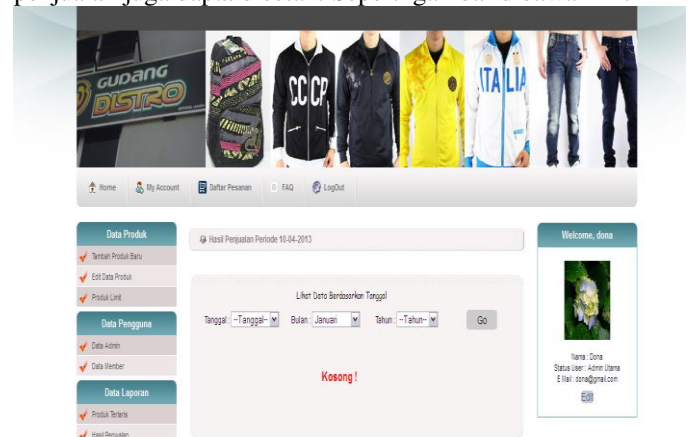 GUDANG
DISTRO
CCCP
ITALIA
Home My Account Daftar Pesanan FAQ LogOut
Data Produk
Tambah Produk Baru
Edit Data Produk
Produk Limit
Data Pengguna
Data Admin
Data Member
Data Laporan
Produk Terlaris
Hasil Penjualan
Hasil Penjualan Periode 10-04-2013
Lihat Data Berdasarkan Tanggal
Tanggal : --Tanggal-- Bulan : Januari Tahun : --Tahun-- Go
Kosong !
Welcome, dona
Nama : Dona
Status User : Admin Utama
E Mail : dona@gmail.com
Edit